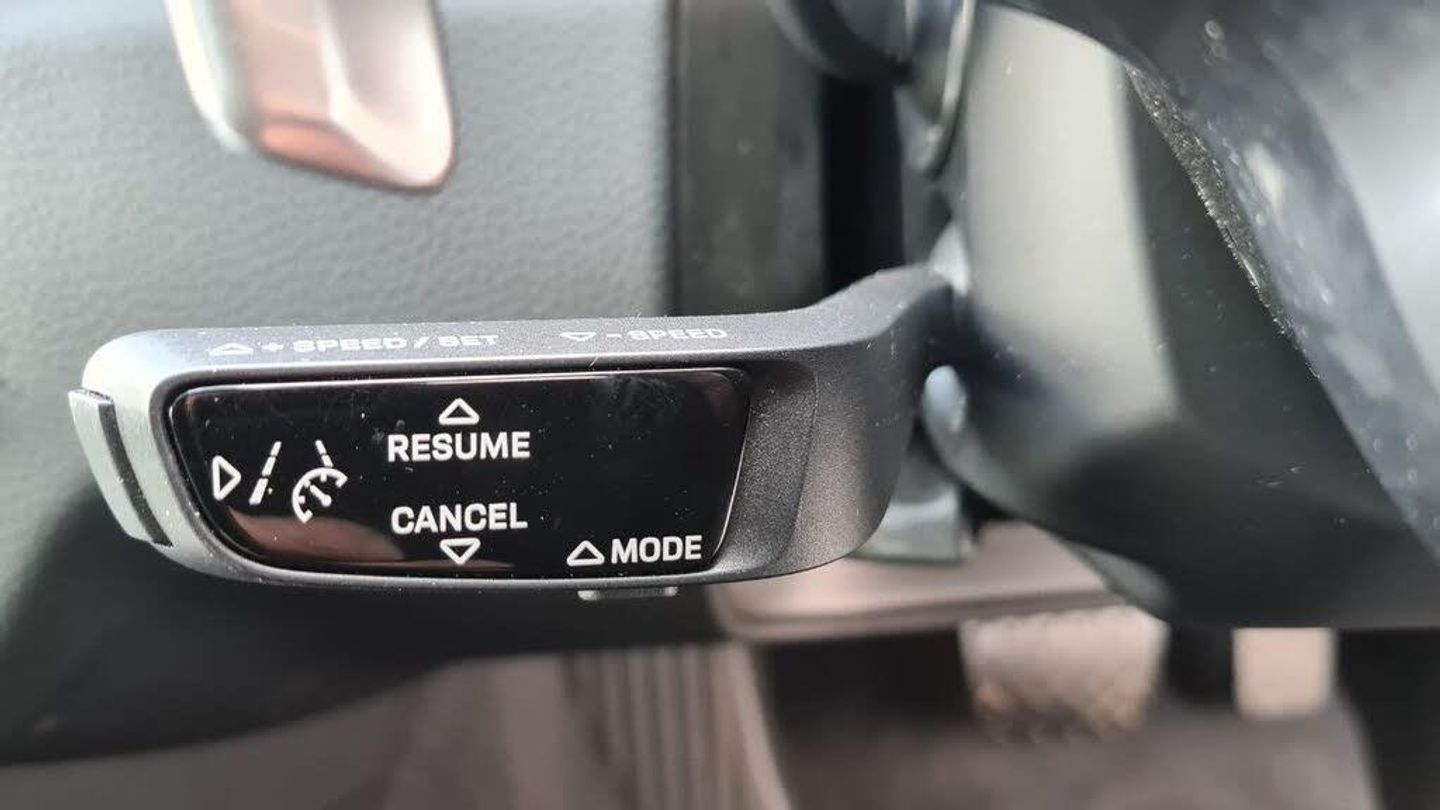 + SPEED / SET - SPEED
RESUME
CANCEL
MODE